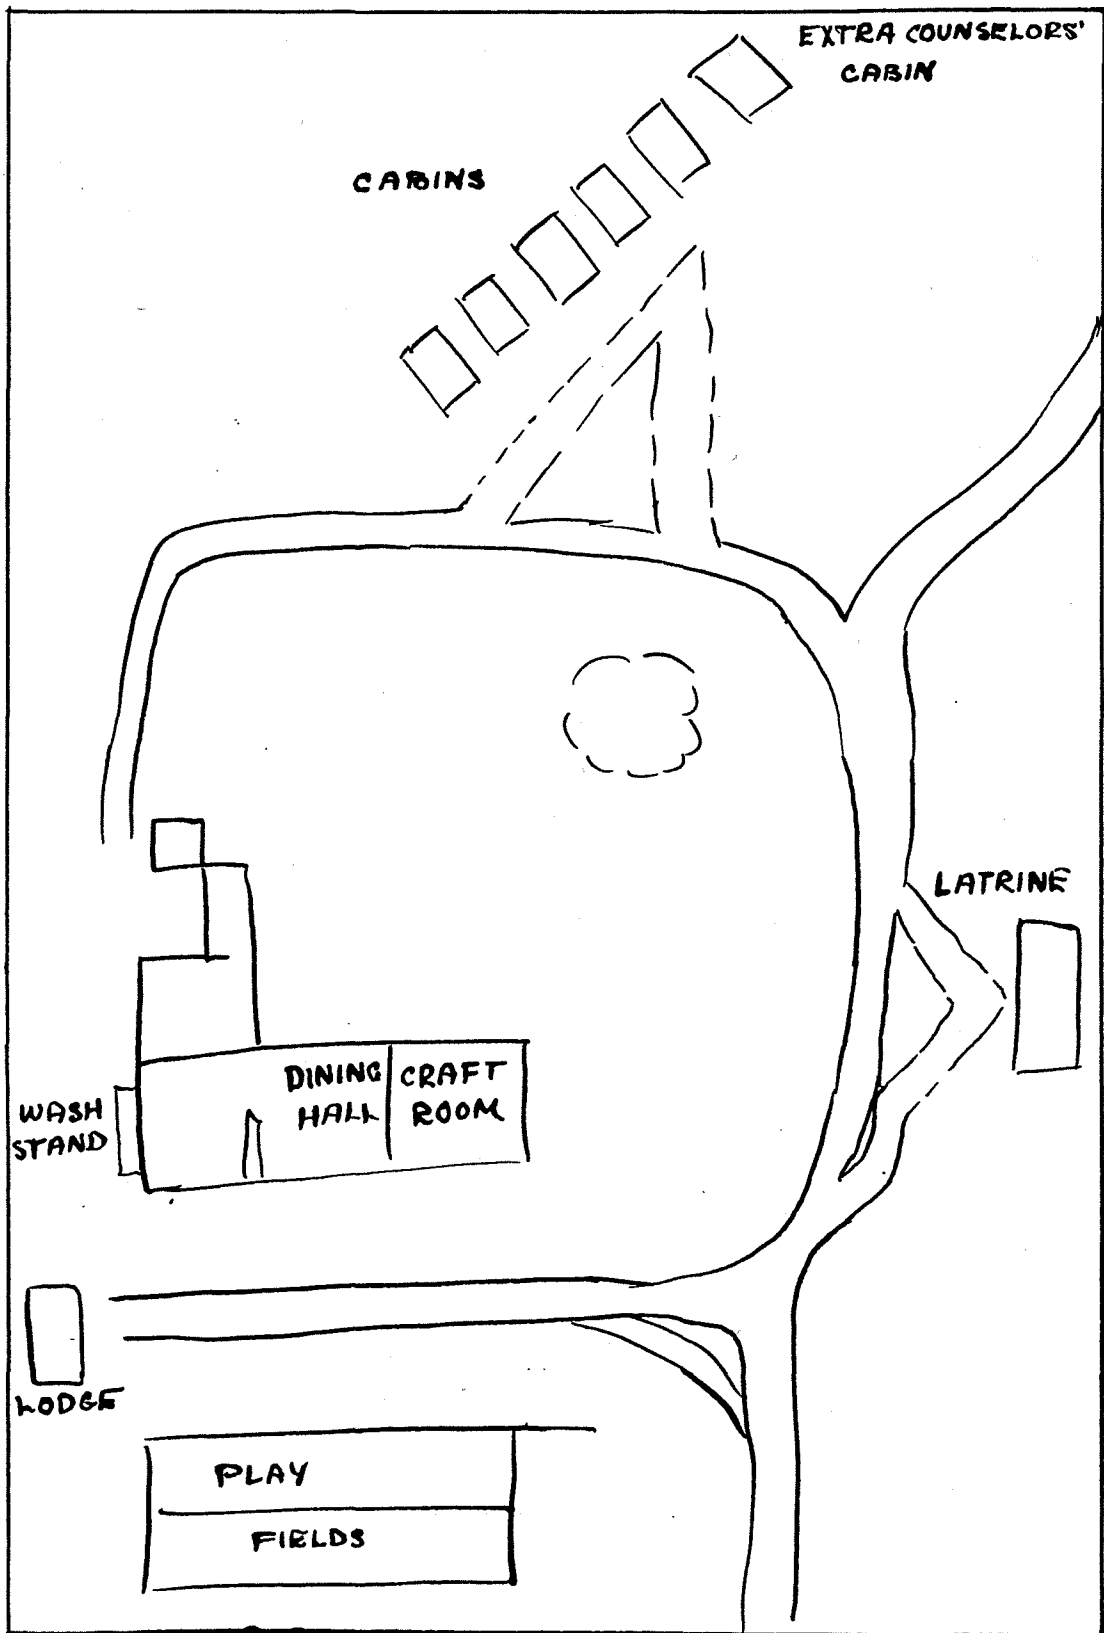 EXTRA COUNSELORS'
CABIN
CABINS
LATRINE
DINING
HALL
CRAFT
ROOM
WASH
STAND
LODGE
PLAY
FIELDS